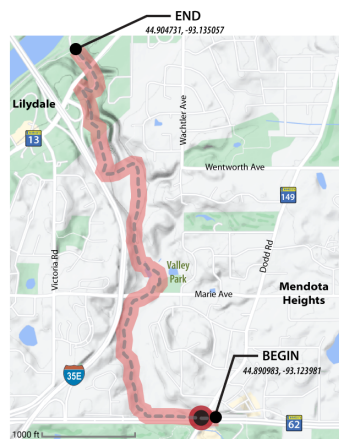 END
44.904731, -93.135057
Lilydale
13
Wachtler Ave
Wentworth Ave
149
Victoria Rd
Dodd Rd
Valley
Park
Marie Ave
Mendota
Heights
35E
BEGIN
44.890983, -93.123981
62
1000 ft